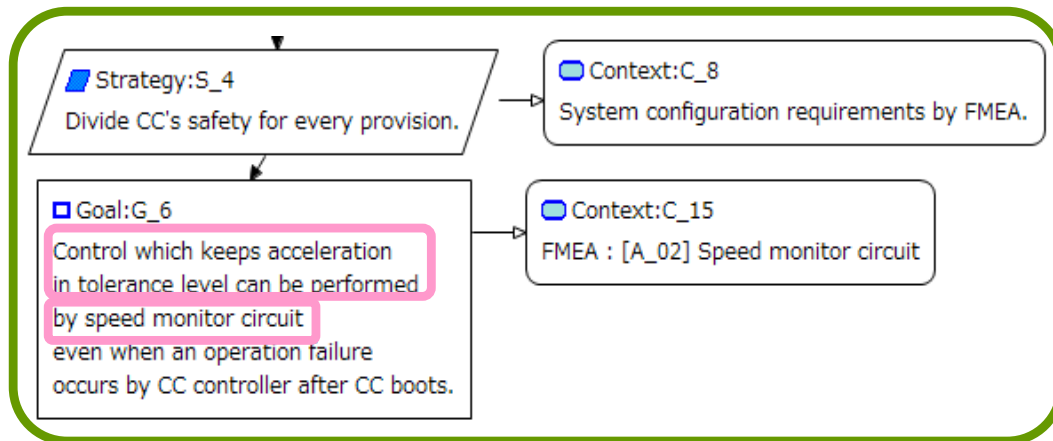 Strategy:S_4
Divide CC's safety for every provision.
Context:C_8
System configuration requirements by FMEA.
Goal:G_6
Control which keeps acceleration
in tolerance level can be performed
by speed monitor circuit
even when an operation failure
occurs by CC controller after CC boots.
Context:C_15
FMEA : [A_02] Speed monitor circuit